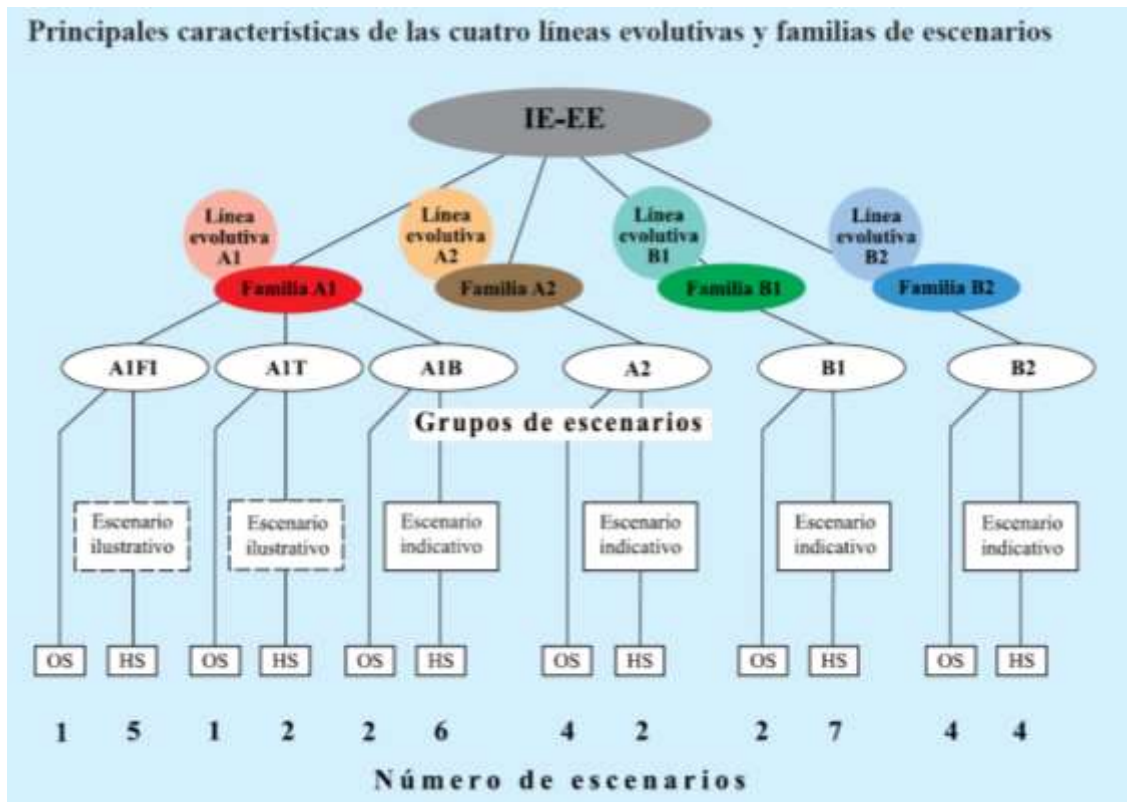 Principales características de las cuatro líneas evolutivas y familias de escenarios
IE-EE
Línea
evolutiva
A1
Línea
evolutiva
A2
Línea
evolutiva
B1
Línea
evolutiva
B2
Familia A1
Familia A2
Familia B1
Familia B2
A1FI
A1T
A1B
A2
B1
B2
Grupos de escenarios
Escenario
ilustrativo
Escenario
ilustrativo
Escenario
indicativo
Escenario
indicativo
Escenario
indicativo
Escenario
indicativo
OS HS OS HS OS HS OS HS OS HS OS HS
1 5 1 2 2 6 4 2 2 7 4 4
Número de escenarios